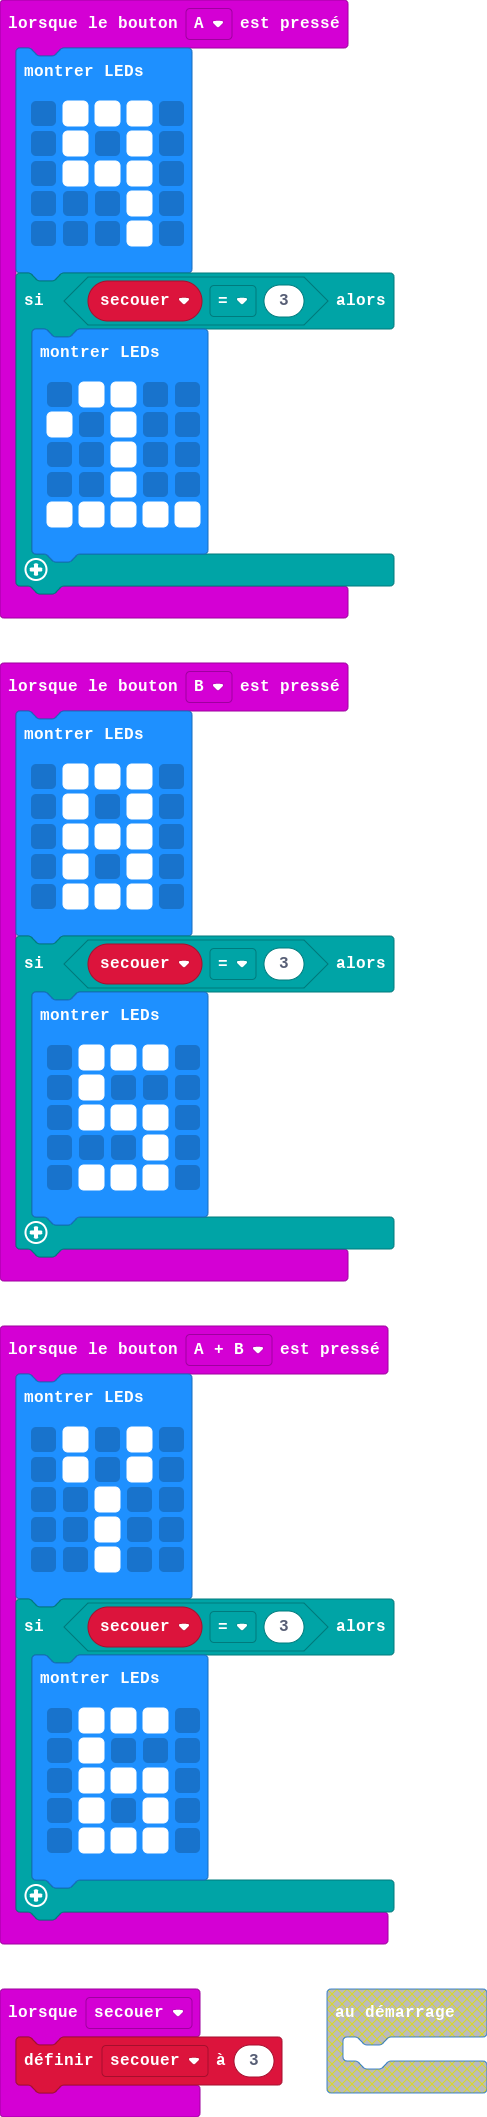 lorsque le bouton A est pressé
montrer LEDs
si secouer = 3 alors
montrer LEDs
lorsque le bouton B est pressé
montrer LEDs
si secouer = 3 alors
montrer LEDs
lorsque le bouton A + B est pressé
montrer LEDs
si secouer = 3 alors
montrer LEDs
lorsque secouer
définir secouer à 3
au démarrage